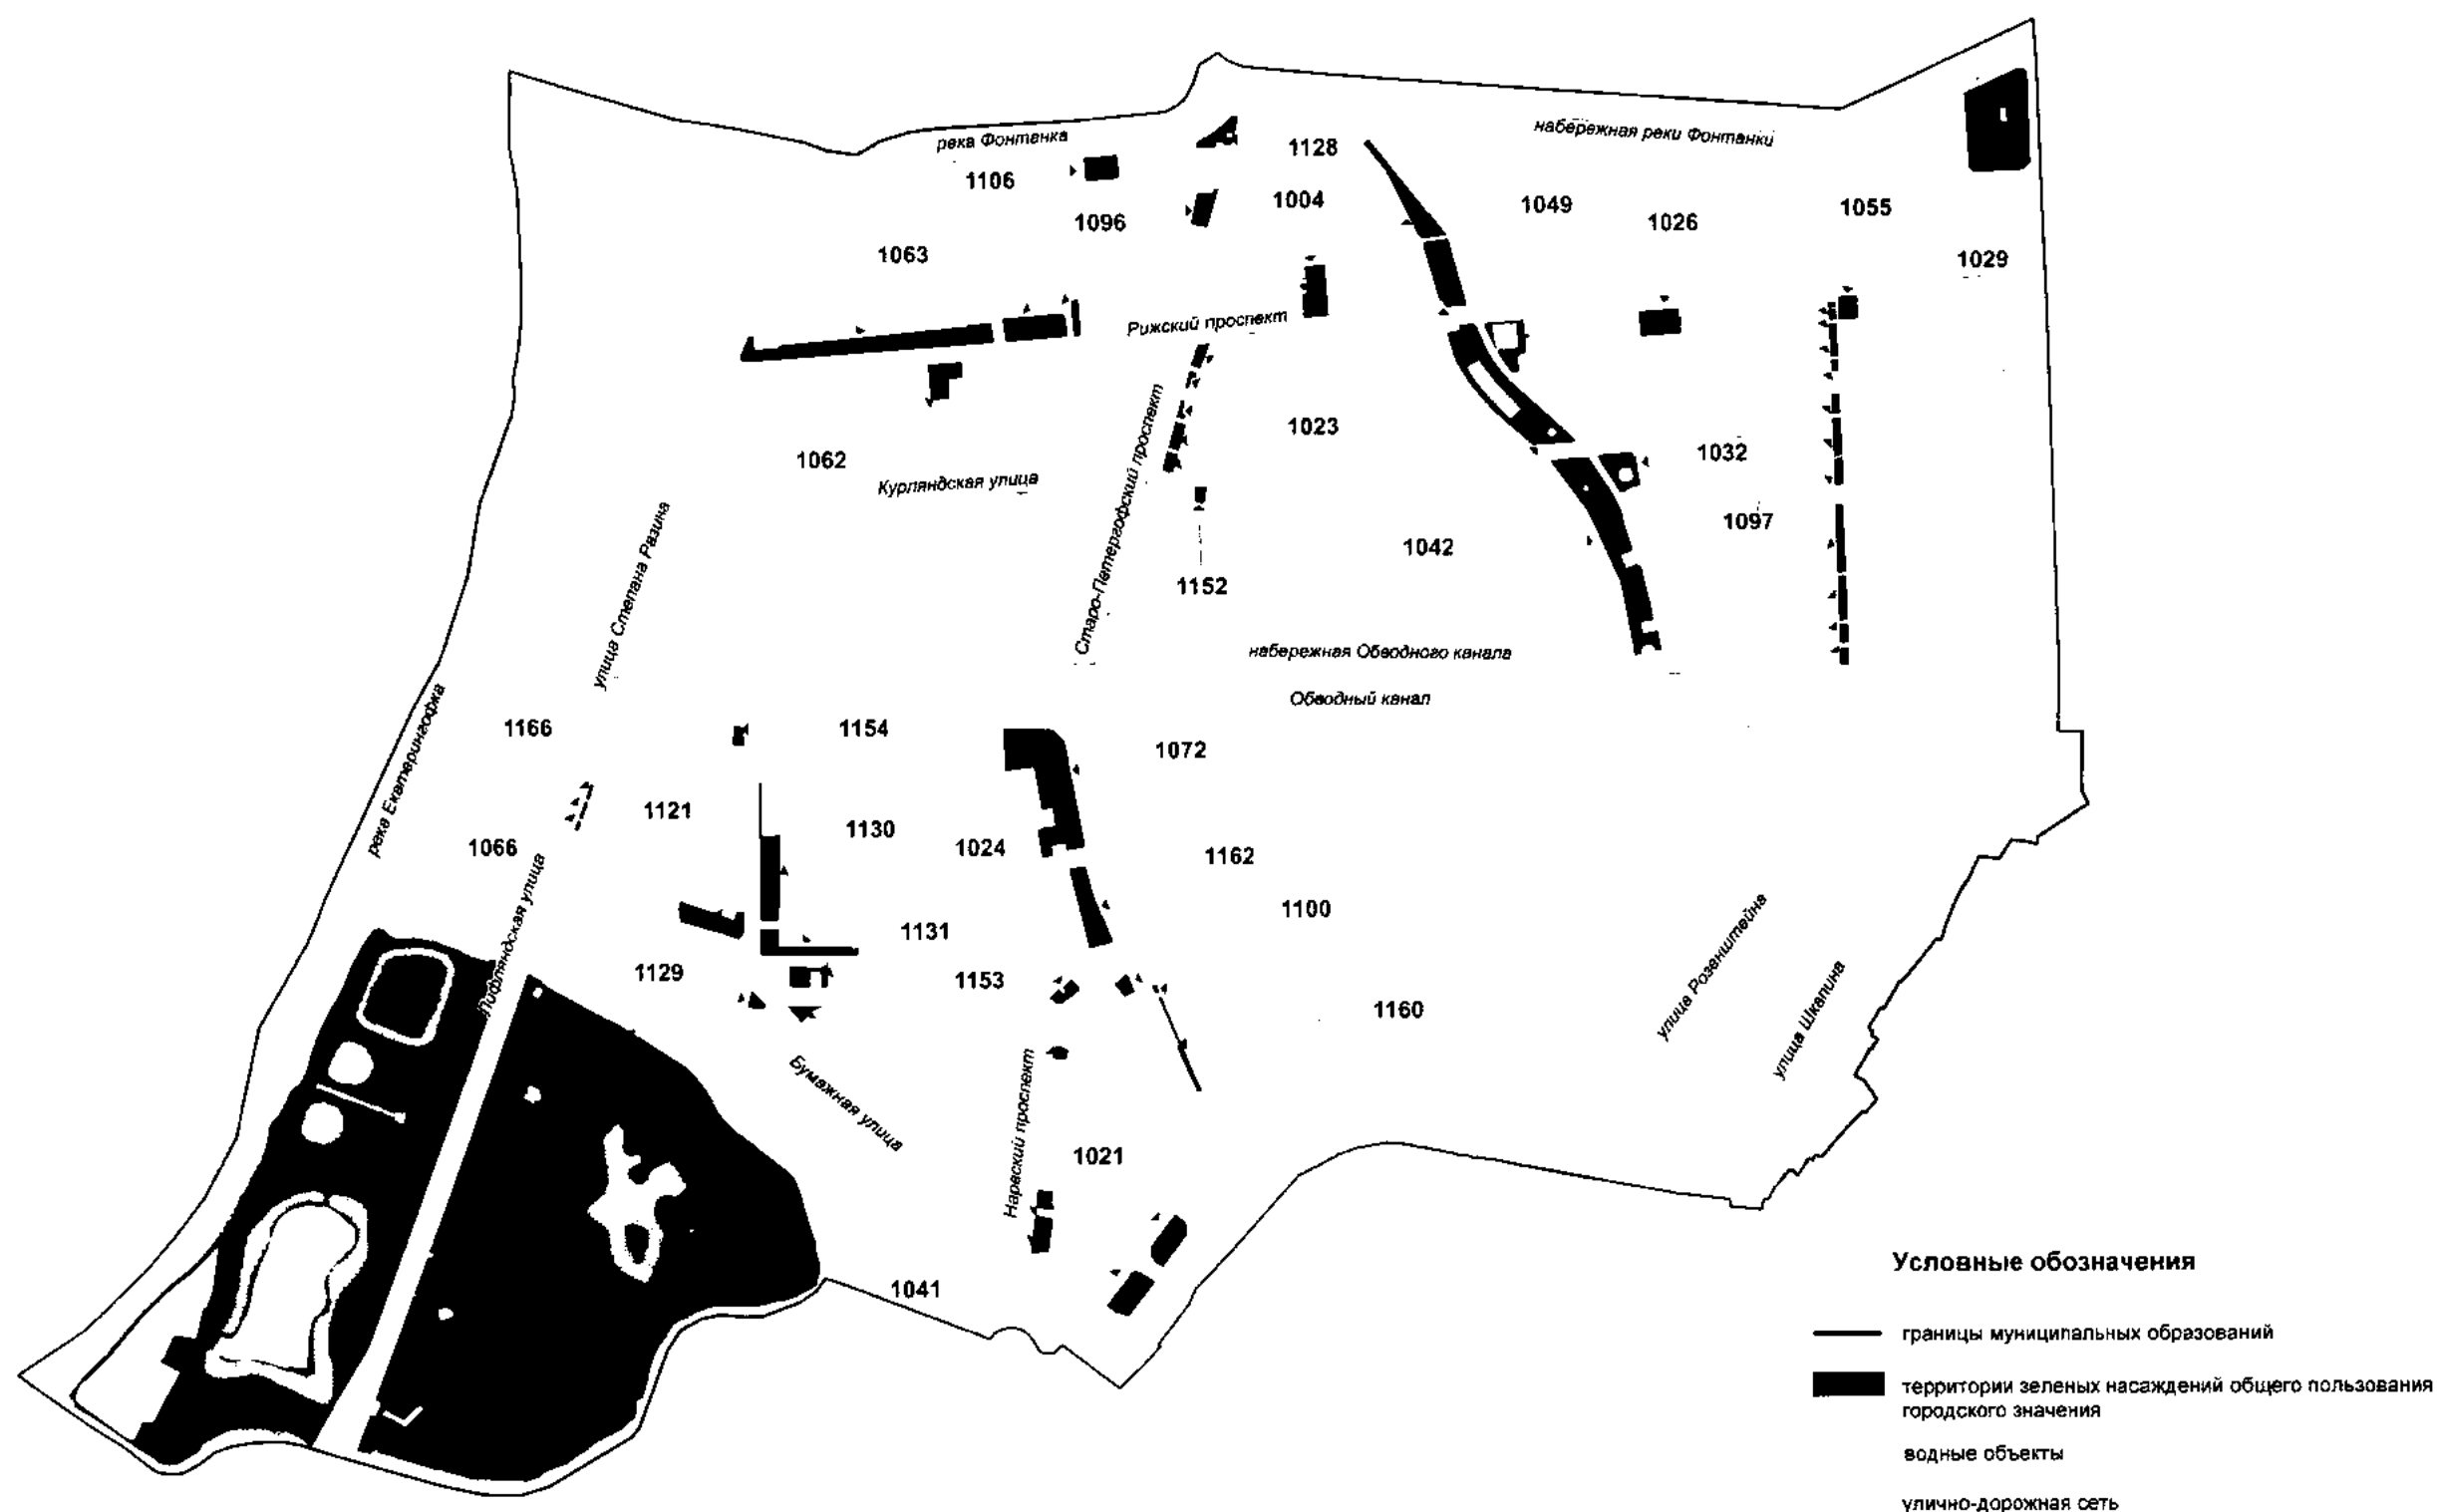 река Фонтанка
набережная реки Фонтанки
1128
1106
1004
1049
1055
1096
1026
1063
1029
Рижский проспект
1023
1032
1062
Курляндская улица
Старо-Петергофский проспект
1097
1042
улица Степана Разина
1152
набережная Обводного канала
Обводный канал
1166
1154
1072
река Екатерингофка
1121
1130
1066
1024
1162
1100
Лифляндская улица
1131
улица Розенштейна
1129
1153
1160
улица Шкапина
Бумажная улица
Нарвский проспект
1021
1041
Условные обозначения
границы муниципальных образований
территории зеленых насаждений общего пользования
городского значения
водные объекты
улично-дорожная сеть